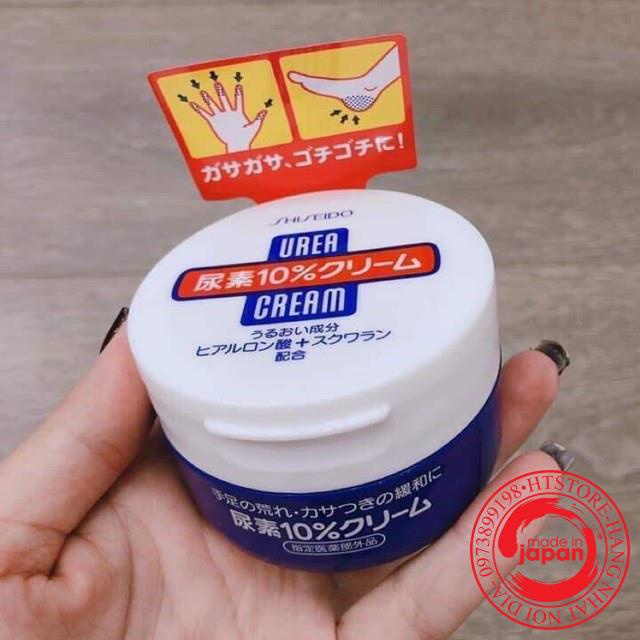 ガサガサ、ゴチゴチに!
SHISEIDO
UREA
尿素10%クリーム
CREAM
うるおい成分
ヒアルロン酸+スクワラン
配合
手足の荒れ・カサつきの緩和に
尿素10%クリーム
指定医薬部外品
0973899198・HTSTORE-HANG NHAT NOI DIA
made in
japan